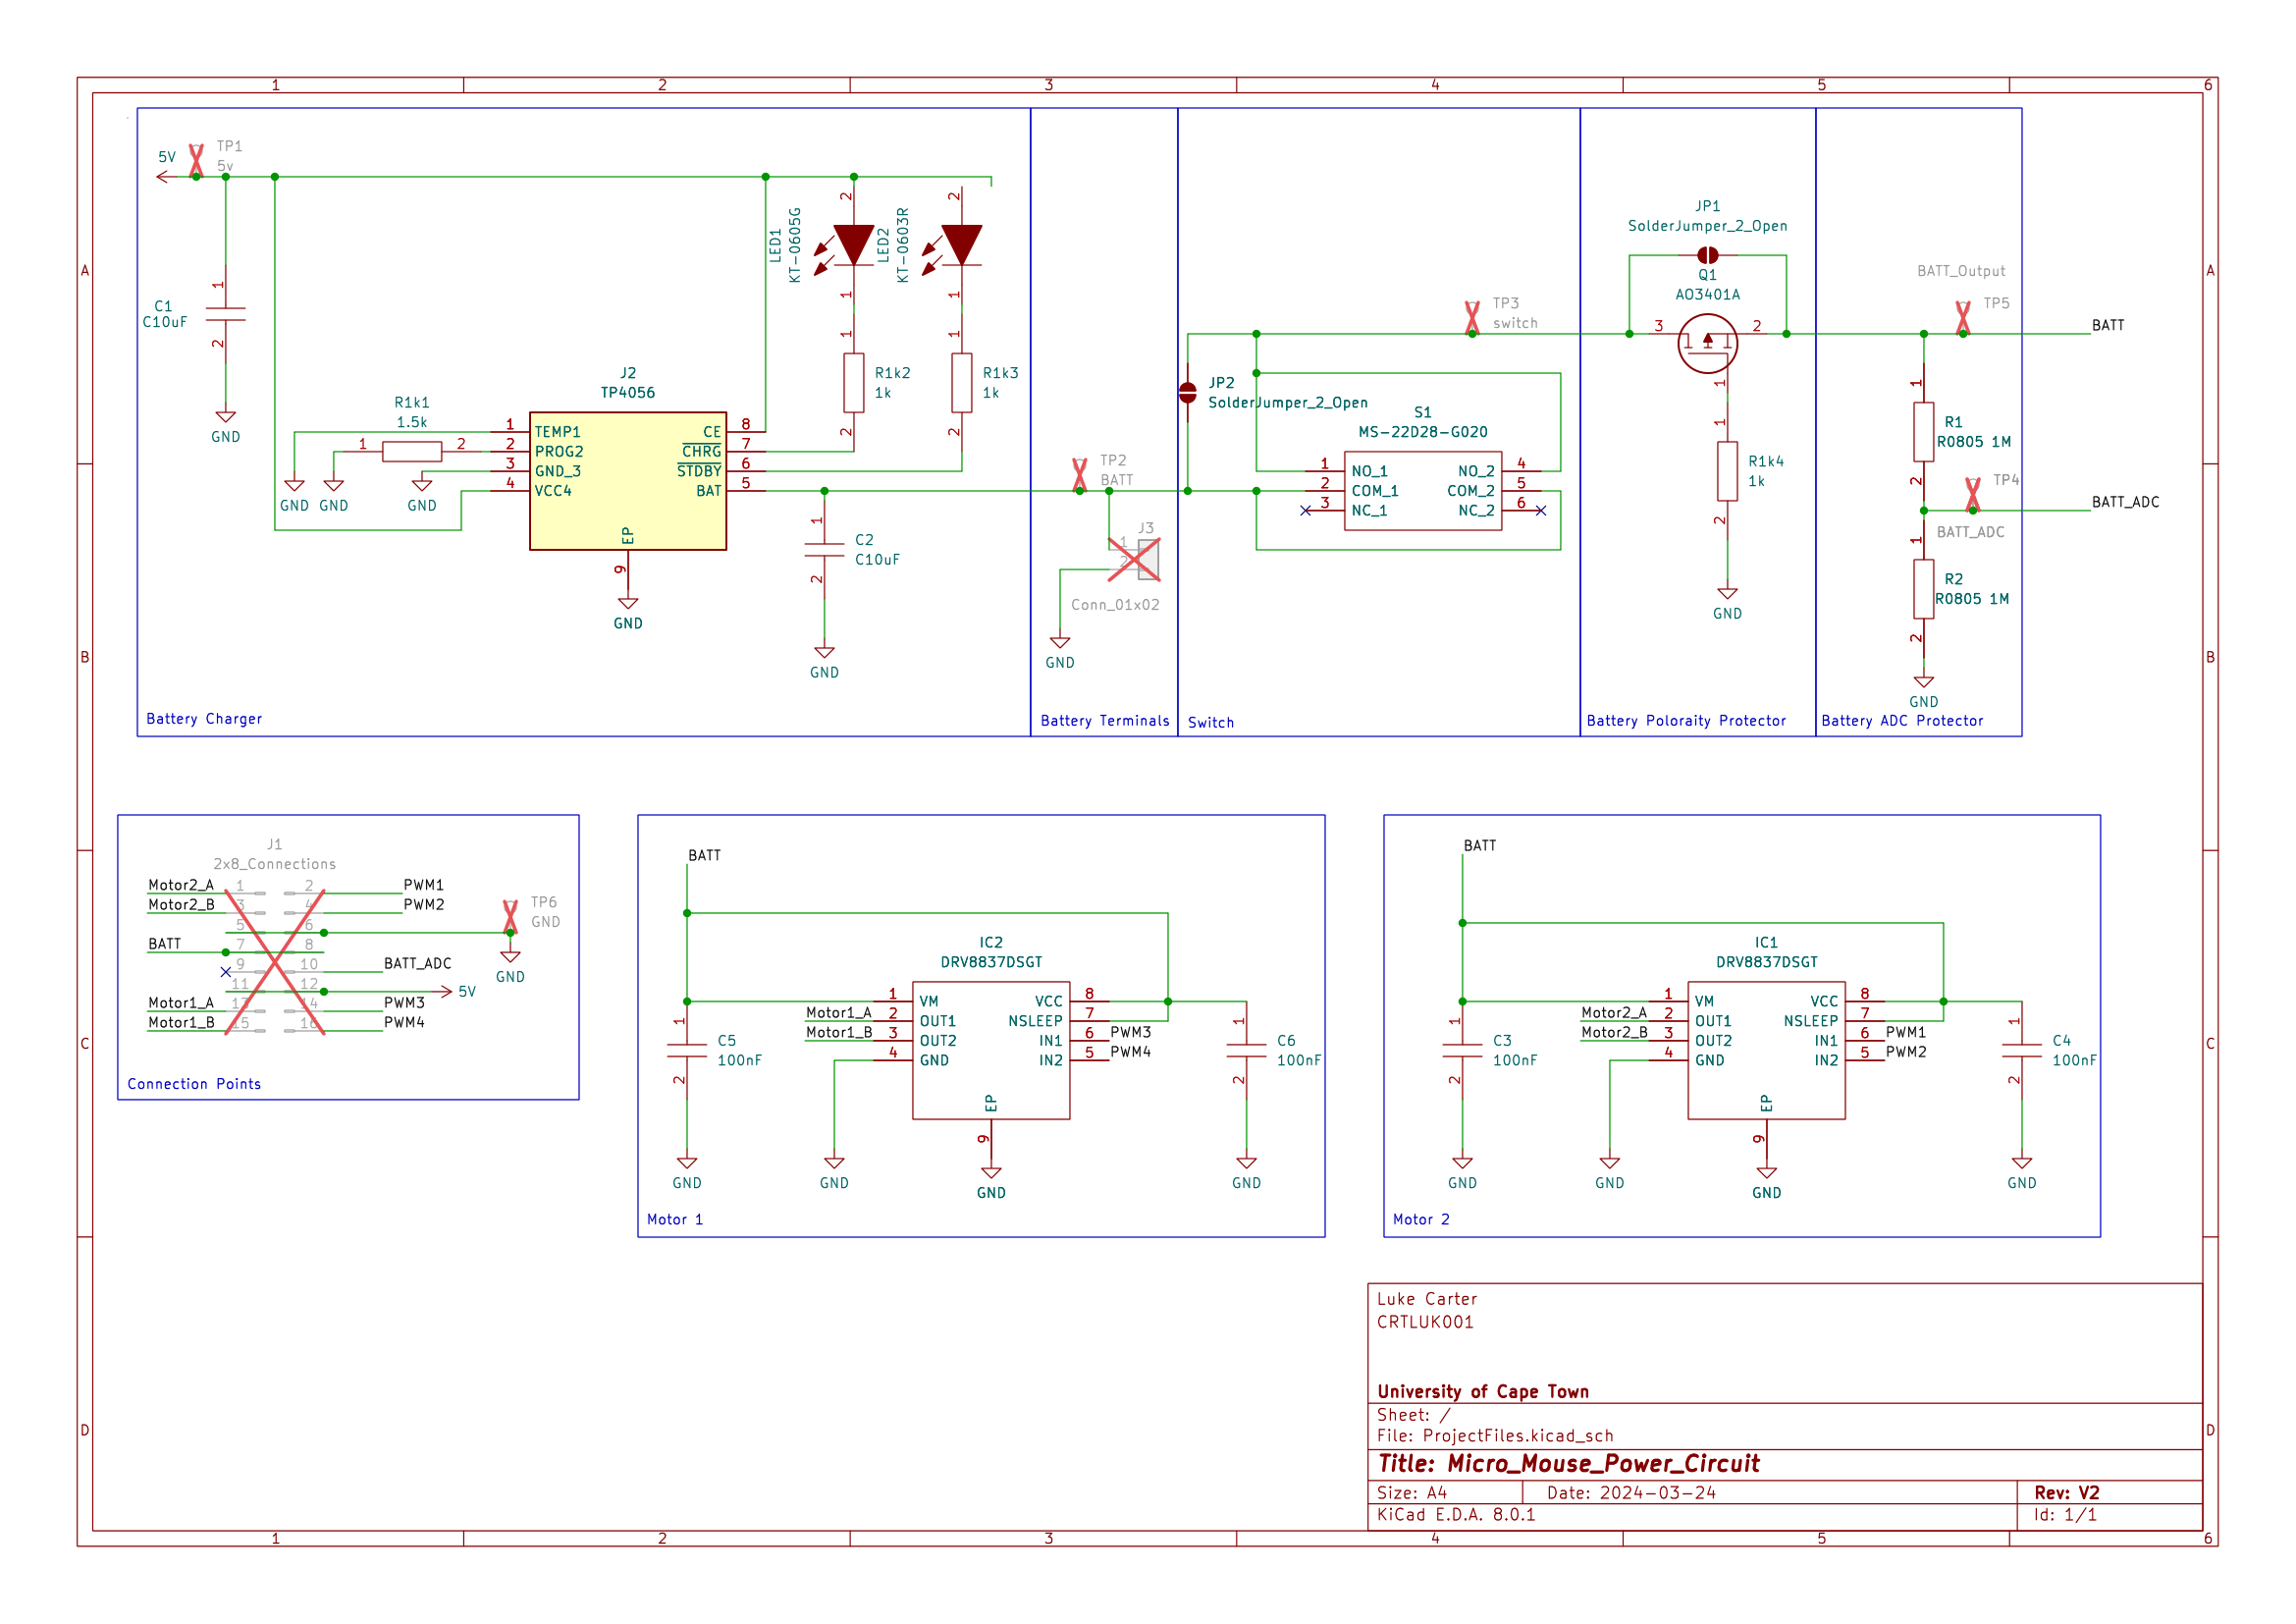 1 2 3 4 5 6
A
B
C
D
A
B
C
D
5V
TP1
5v
C1
C10uF
1
2
GND
LED1
KT-0605G
2
1
LED2
KT-0603R
2
1
R1k2
1k
1
2
R1k3
1k
1
2
J2
TP4056
R1k1
1.5k
1
2
1 TEMP1
2 PROG2
3 GND_3
4 VCC4
CE 8
CHRG 7
STDBY 6
BAT 5
EP
9
GND
GND
GND
GND
C2
C10uF
1
2
GND
Battery Charger
TP2
BATT
J3
1
2
Conn_01x02
GND
Battery Terminals
JP2
SolderJumper_2_Open
TP3
switch
S1
MS-22D28-G020
1 NO_1
2 COM_1
3 NC_1
NO_2 4
COM_2 5
NC_2 6
Switch
JP1
SolderJumper_2_Open
Q1
AO3401A
3
2
1
R1k4
1k
1
2
GND
Battery Poloraity Protector
BATT_Output
TP5
BATT
R1
R0805 1M
1
2
TP4
BATT_ADC
BATT_ADC
R2
R0805 1M
1
2
GND
Battery ADC Protector
J1
2x8_Connections
Motor2_A 1 2 PWM1
Motor2_B 3 4 PWM2
5 6
BATT 7 8
9 10 BATT_ADC
11 12 5V
Motor1_A 13 14 PWM3
Motor1_B 15 16 PWM4
TP6
GND
GND
Connection Points
BATT
IC2
DRV8837DSGT
1 VM
2 OUT1
3 OUT2
4 GND
VCC 8
NSLEEP 7
IN1 6
IN2 5
EP
9
Motor1_A
Motor1_B
PWM3
PWM4
C5
100nF
1
2
C6
100nF
1
2
GND
GND
GND
GND
Motor 1
BATT
IC1
DRV8837DSGT
1 VM
2 OUT1
3 OUT2
4 GND
VCC 8
NSLEEP 7
IN1 6
IN2 5
EP
9
Motor2_A
Motor2_B
PWM1
PWM2
C3
100nF
1
2
C4
100nF
1
2
GND
GND
GND
GND
Motor 2
Luke Carter
CRTLUK001
University of Cape Town
Sheet: /
File: ProjectFiles.kicad_sch
Title: Micro_Mouse_Power_Circuit
Size: A4
Date: 2024-03-24
Rev: V2
KiCad E.D.A. 8.0.1
Id: 1/1
1 2 3 4 5 6